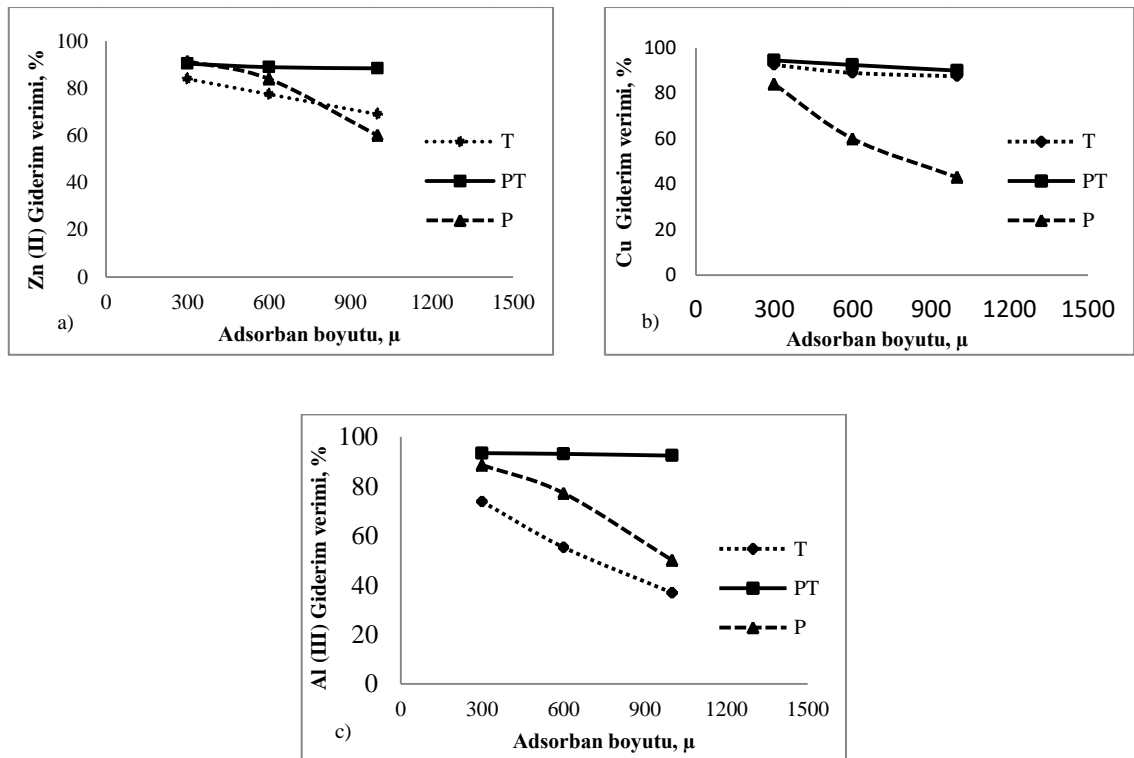 Zn (II) Giderim verimi, %
100
80
60
40
20
0
0 300 600 900 1200 1500
Adsorban boyutu, µ
T
PT
P
a)
Cu Giderim verimi, %
100
80
60
40
20
0
0 300 600 900 1200 1500
Adsorban boyutu, µ
T
PT
P
b)
Al (III) Giderim verimi, %
100
80
60
40
20
0
0 300 600 900 1200 1500
Adsorban boyutu, µ
T
PT
P
c)